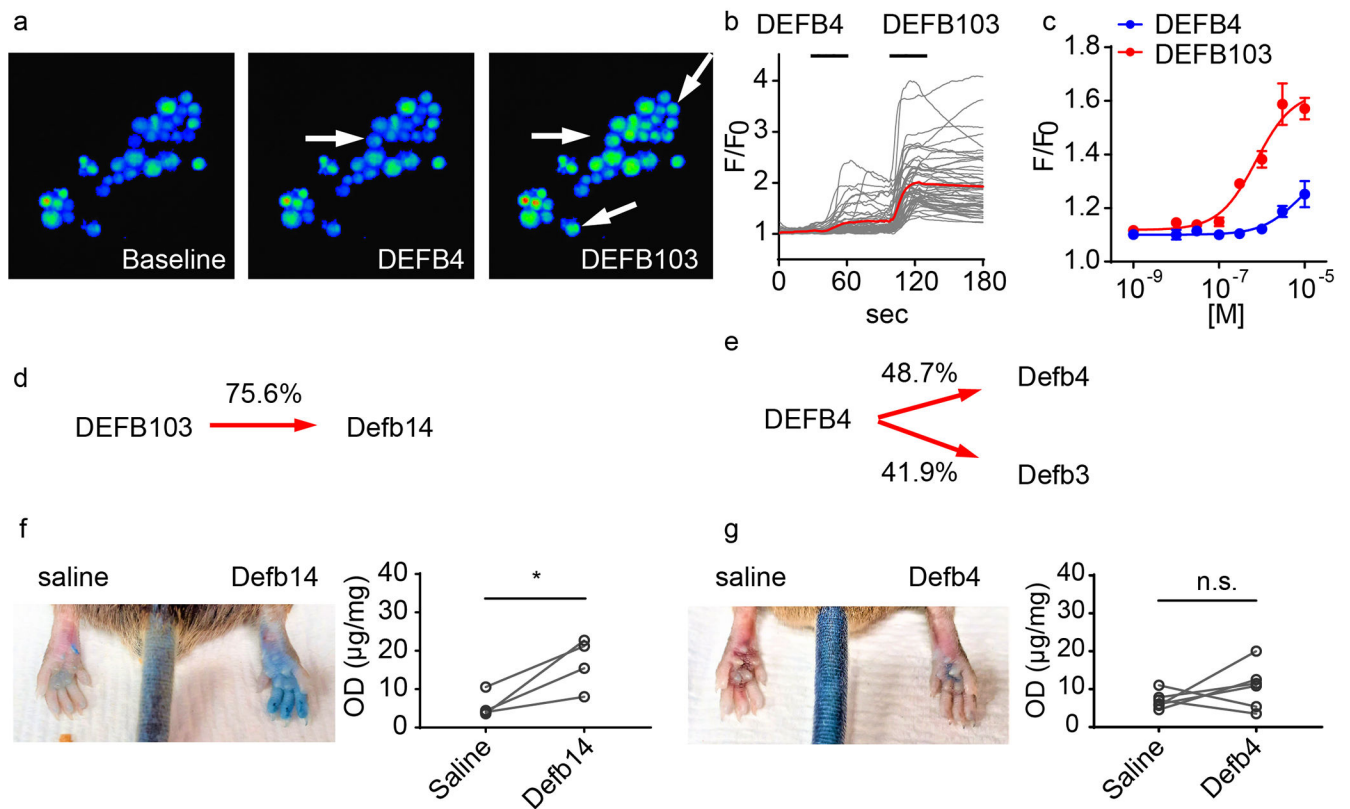 a
Baseline
DEFB4
DEFB103
b
DEFB4
DEFB103
F/F0
4
3
2
1
0
60
120
180
sec
c
DEFB4
DEFB103
F/F0
1.8
1.6
1.4
1.2
1.0
10-9
10-7
10-5
[M]
d
DEFB103
75.6%
Defb14
e
DEFB4
48.7%
Defb4
41.9%
Defb3
f
saline
Defb14
OD (µg/mg)
40
30
20
10
0
*
Saline
Defb14
g
saline
Defb4
OD (µg/mg)
40
30
20
10
0
n.s.
Saline
Defb4